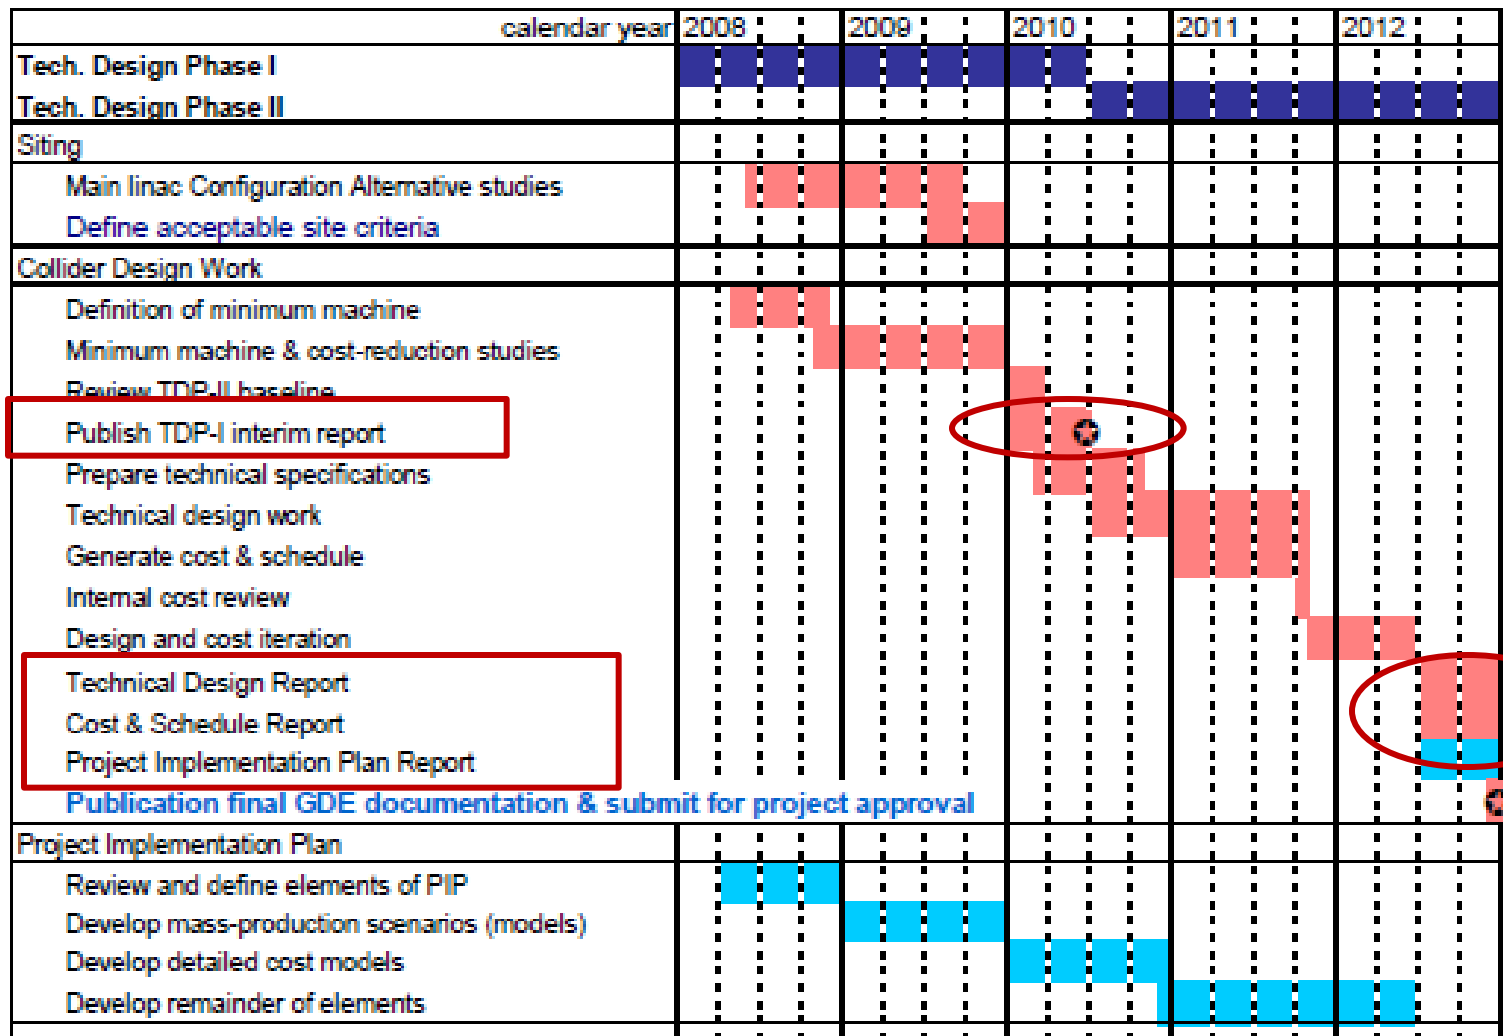 calendar year 2008 2009 2010 2011 2012
Tech. Design Phase I
Tech. Design Phase II
Siting
Main linac Configuration Alternative studies
Define acceptable site criteria
Collider Design Work
Definition of minimum machine
Minimum machine & cost-reduction studies
Review TDP-II baseline
Publish TDP-I interim report
Prepare technical specifications
Technical design work
Generate cost & schedule
Internal cost review
Design and cost iteration
Technical Design Report
Cost & Schedule Report
Project Implementation Plan Report
Publication final GDE documentation & submit for project approval
Project Implementation Plan
Review and define elements of PIP
Develop mass-production scenarios (models)
Develop detailed cost models
Develop remainder of elements